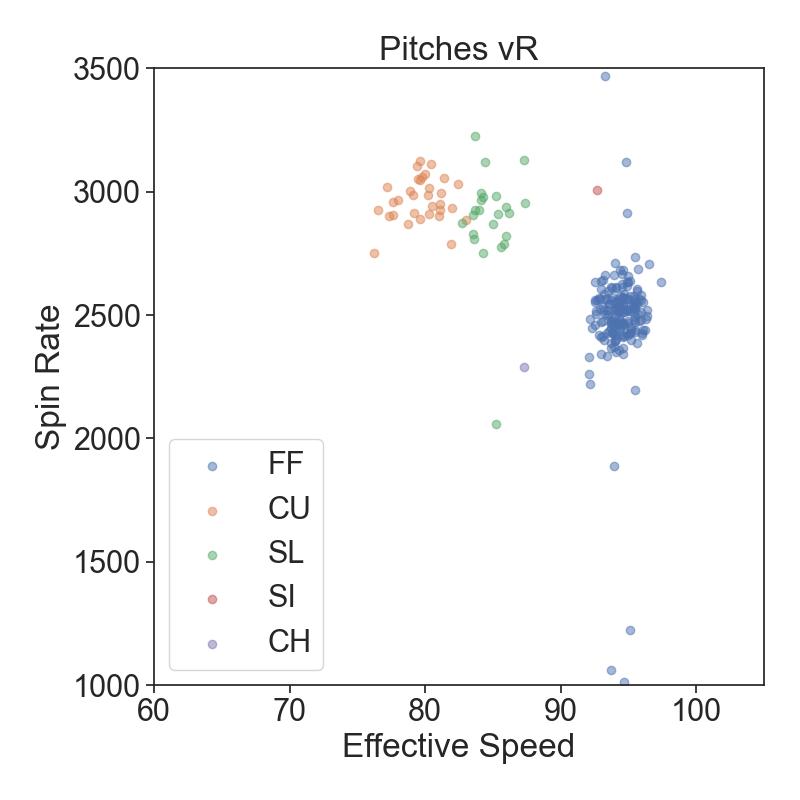 Pitches vR
3500
3000
2500
2000
1500
1000
Spin Rate
FF
CU
SL
SI
CH
60 70 80 90 100
Effective Speed